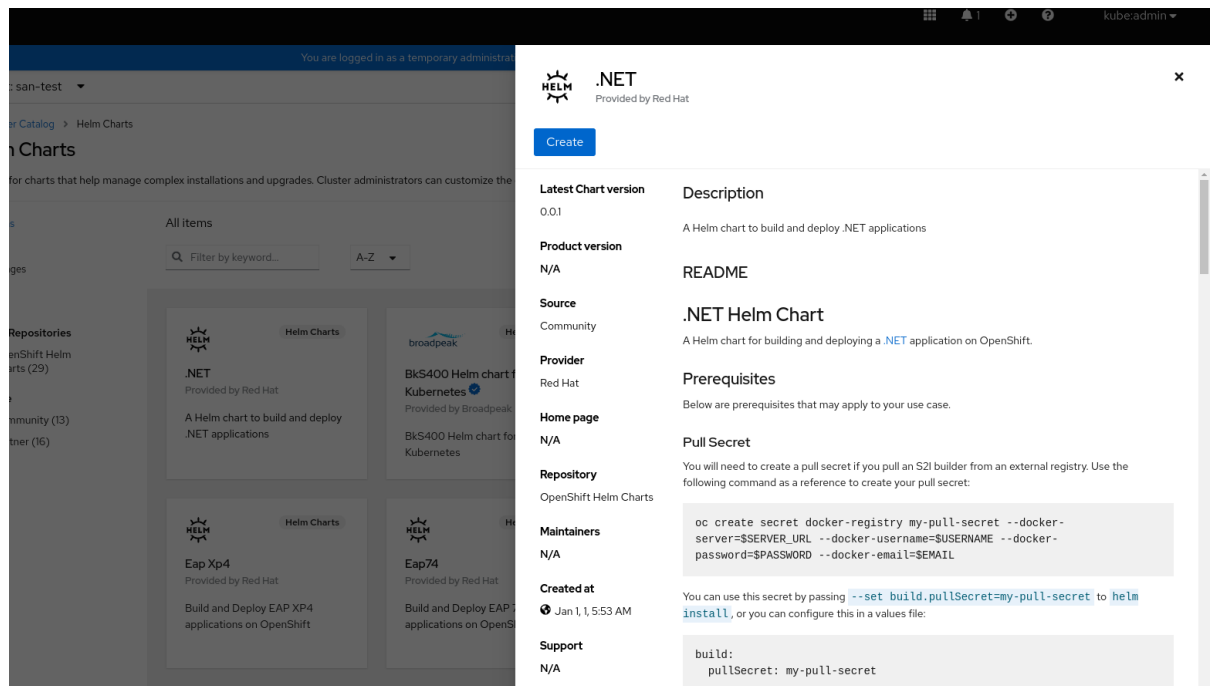 1
kube:admin
You are logged in as a temporary administrat
: san-test
er Catalog > Helm Charts
n Charts
for charts that help manage complex installations and upgrades. Cluster administrators can customize the
s
All items
Filter by keyword...
A-Z
ges
Repositories
enShift Helm
arts (29)
mmunity (13)
tner (16)
HELM
Helm Charts
.NET
Provided by Red Hat
A Helm chart to build and deploy
.NET applications
broadpeak
He
BkS400 Helm chart f
Kubernetes
Provided by Broadpeak
BkS400 Helm chart for
Kubernetes
HELM
Helm Charts
Eap Xp4
Provided by Red Hat
Build and Deploy EAP XP4
applications on OpenShift
HELM
He
Eap74
Provided by Red Hat
Build and Deploy EAP 7
applications on OpenS
HELM
.NET
Provided by Red Hat
Create
Latest Chart version
0.0.1
Product version
N/A
Source
Community
Provider
Red Hat
Home page
N/A
Repository
OpenShift Helm Charts
Maintainers
N/A
Created at
Jan 1, 1, 5:53 AM
Support
N/A
Description
A Helm chart to build and deploy .NET applications
README
.NET Helm Chart
A Helm chart for building and deploying a .NET application on OpenShift.
Prerequisites
Below are prerequisites that may apply to your use case.
Pull Secret
You will need to create a pull secret if you pull an S2I builder from an external registry. Use the
following command as a reference to create your pull secret:
oc create secret docker-registry my-pull-secret --docker-
server=$SERVER_URL --docker-username=$USERNAME --docker-
password=$PASSWORD --docker-email=$EMAIL
You can use this secret by passing --set build.pullSecret=my-pull-secret to helm
install, or you can configure this in a values file:
build:
  pullSecret: my-pull-secret